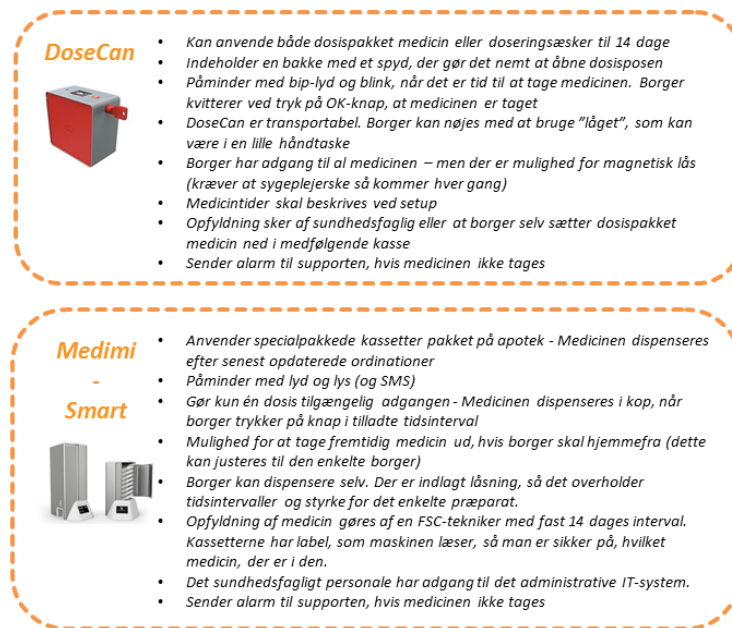 DoseCan
• Kan anvende både dosispakket medicin eller doseringsæsker til 14 dage
• Indeholder en bakke med et spyd, der gør det nemt at åbne dosisposen
• Påminder med bip-lyd og blink, når det er tid til at tage medicinen. Borger
kvitterer ved tryk på OK-knap, at medicinen er taget
• DoseCan er transportabel. Borger kan nøjes med at bruge ”låget”, som kan
være i en lille håndtaske
• Borger har adgang til al medicinen – men der er mulighed for magnetisk lås
(kræver at sygeplejerske så kommer hver gang)
• Medicintider skal beskrives ved setup
• Opfyldning sker af sundhedsfaglig eller at borger selv sætter dosispakket
medicin ned i medfølgende kasse
• Sender alarm til supporten, hvis medicinen ikke tages
Medimi
-
Smart
• Anvender specialpakkede kassetter pakket på apotek - Medicinen dispenseres
efter senest opdaterede ordinationer
• Påminder med lyd og lys (og SMS)
• Gør kun én dosis tilgængelig adgangen - Medicinen dispenseres i kop, når
borger trykker på knap i tilladte tidsinterval
• Mulighed for at tage fremtidig medicin ud, hvis borger skal hjemmefra (dette
kan justeres til den enkelte borger)
• Borger kan dispensere selv. Der er indlagt låsning, så det overholder
tidsintervaller og styrke for det enkelte præparat.
• Opfyldning af medicin gøres af en FSC-tekniker med fast 14 dages interval.
Kassetterne har label, som maskinen læser, så man er sikker på, hvilket
medicin, der er i den.
• Det sundhedsfagligt personale har adgang til det administrative IT-system.
• Sender alarm til supporten, hvis medicinen ikke tages